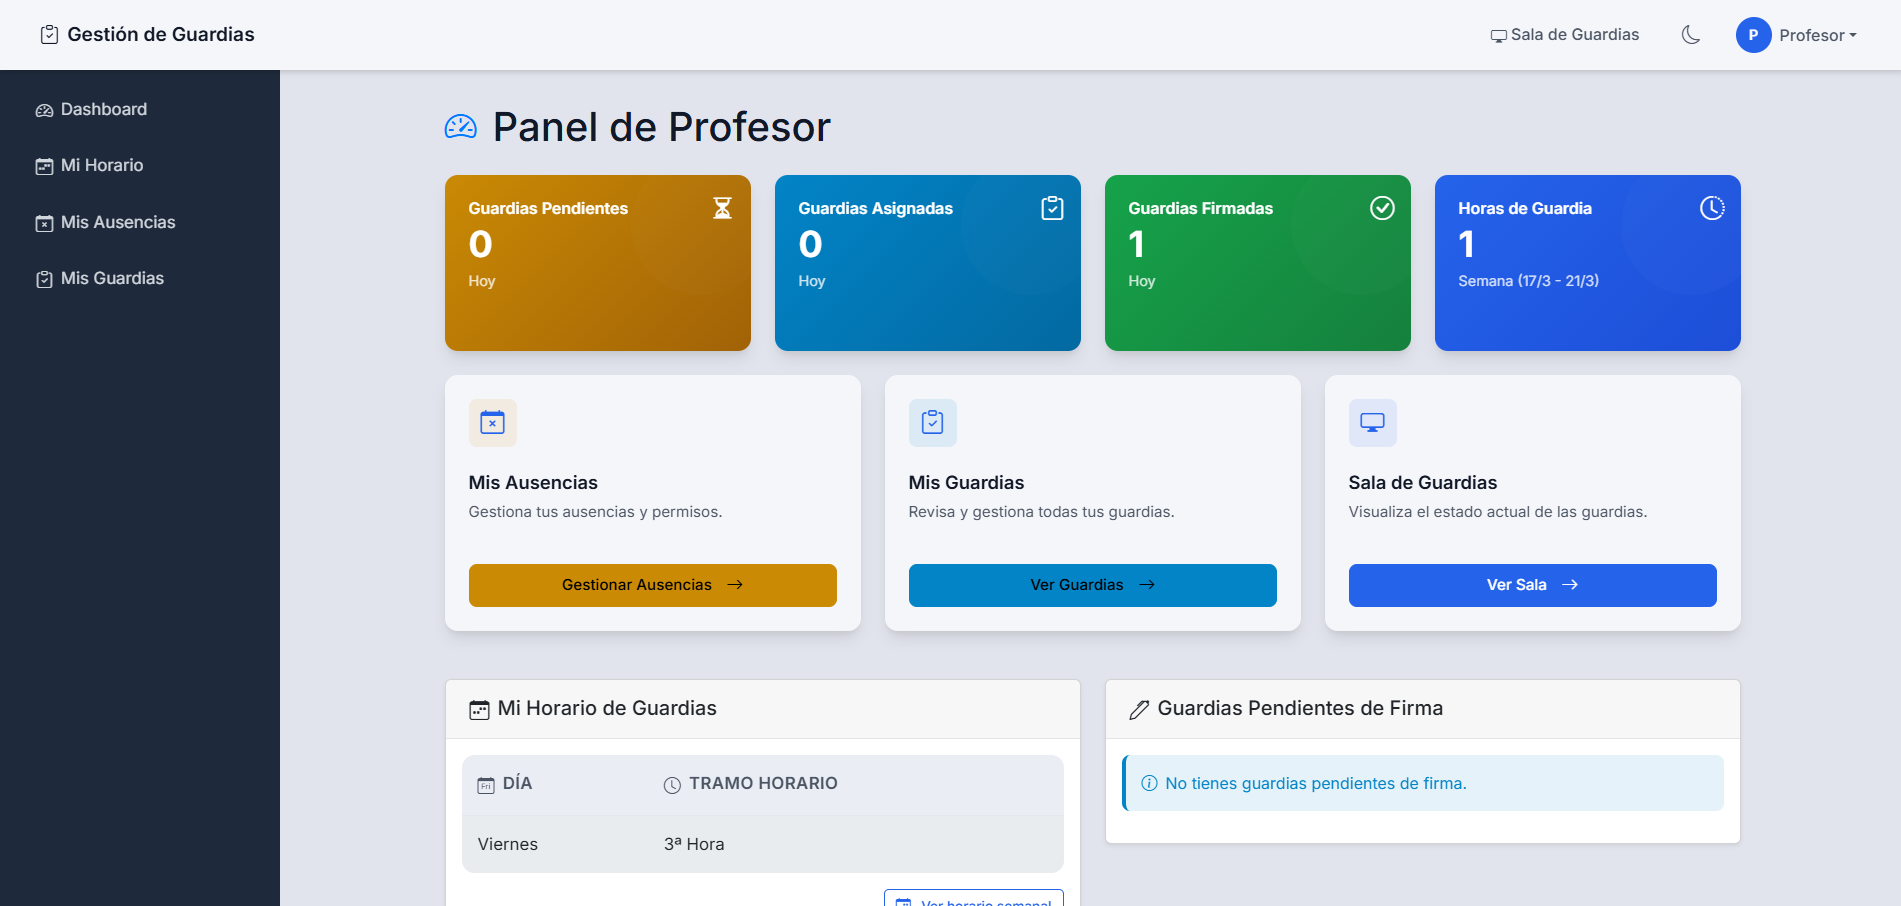 Gestión de Guardias
Sala de Guardias
P
Profesor
Dashboard
Mi Horario
Mis Ausencias
Mis Guardias
Panel de Profesor
Guardias Pendientes
0
Hoy
Guardias Asignadas
0
Hoy
Guardias Firmadas
1
Hoy
Horas de Guardia
1
Semana (17/3 - 21/3)
Mis Ausencias
Gestiona tus ausencias y permisos.
Gestionar Ausencias
Mis Guardias
Revisa y gestiona todas tus guardias.
Ver Guardias
Sala de Guardias
Visualiza el estado actual de las guardias.
Ver Sala
Mi Horario de Guardias
Fri DÍA
TRAMO HORARIO
Viernes
3ª Hora
Ver horario semanal
Guardias Pendientes de Firma
No tienes guardias pendientes de firma.